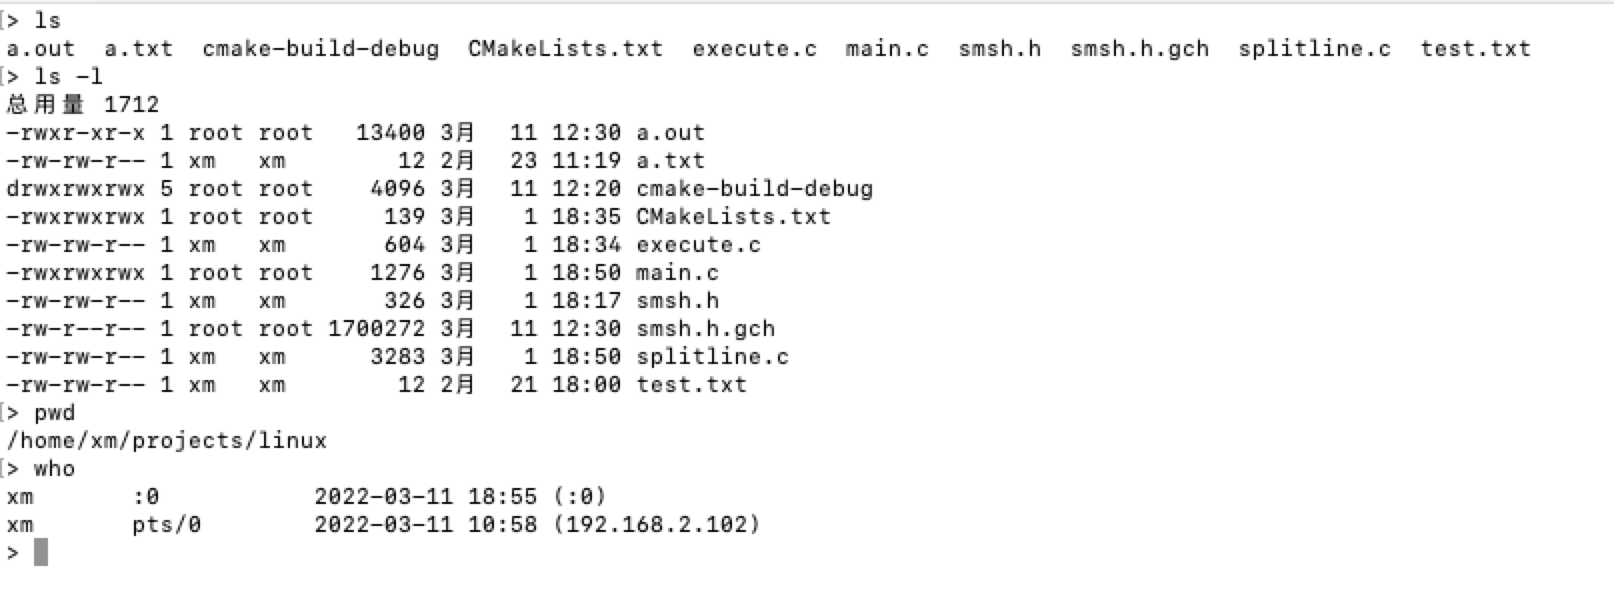 [> ls
a.out  a.txt  cmake-build-debug  CMakeLists.txt  execute.c  main.c  smsh.h  smsh.h.gch  splitline.c  test.txt
[> ls -l
总用量 1712
-rwxr-xr-x 1 root root   13400 3月   11 12:30 a.out
-rw-rw-r-- 1 xm   xm        12 2月   23 11:19 a.txt
drwxrwxrwx 5 root root    4096 3月   11 12:20 cmake-build-debug
-rwxrwxrwx 1 root root     139 3月    1 18:35 CMakeLists.txt
-rw-rw-r-- 1 xm   xm       604 3月    1 18:34 execute.c
-rwxrwxrwx 1 root root    1276 3月    1 18:50 main.c
-rw-rw-r-- 1 xm   xm       326 3月    1 18:17 smsh.h
-rw-r--r-- 1 root root 1700272 3月   11 12:30 smsh.h.gch
-rw-rw-r-- 1 xm   xm      3283 3月    1 18:50 splitline.c
-rw-rw-r-- 1 xm   xm        12 2月   21 18:00 test.txt
[> pwd
/home/xm/projects/linux
[> who
xm       :0           2022-03-11 18:55 (:0)
xm       pts/0        2022-03-11 10:58 (192.168.2.102)
>